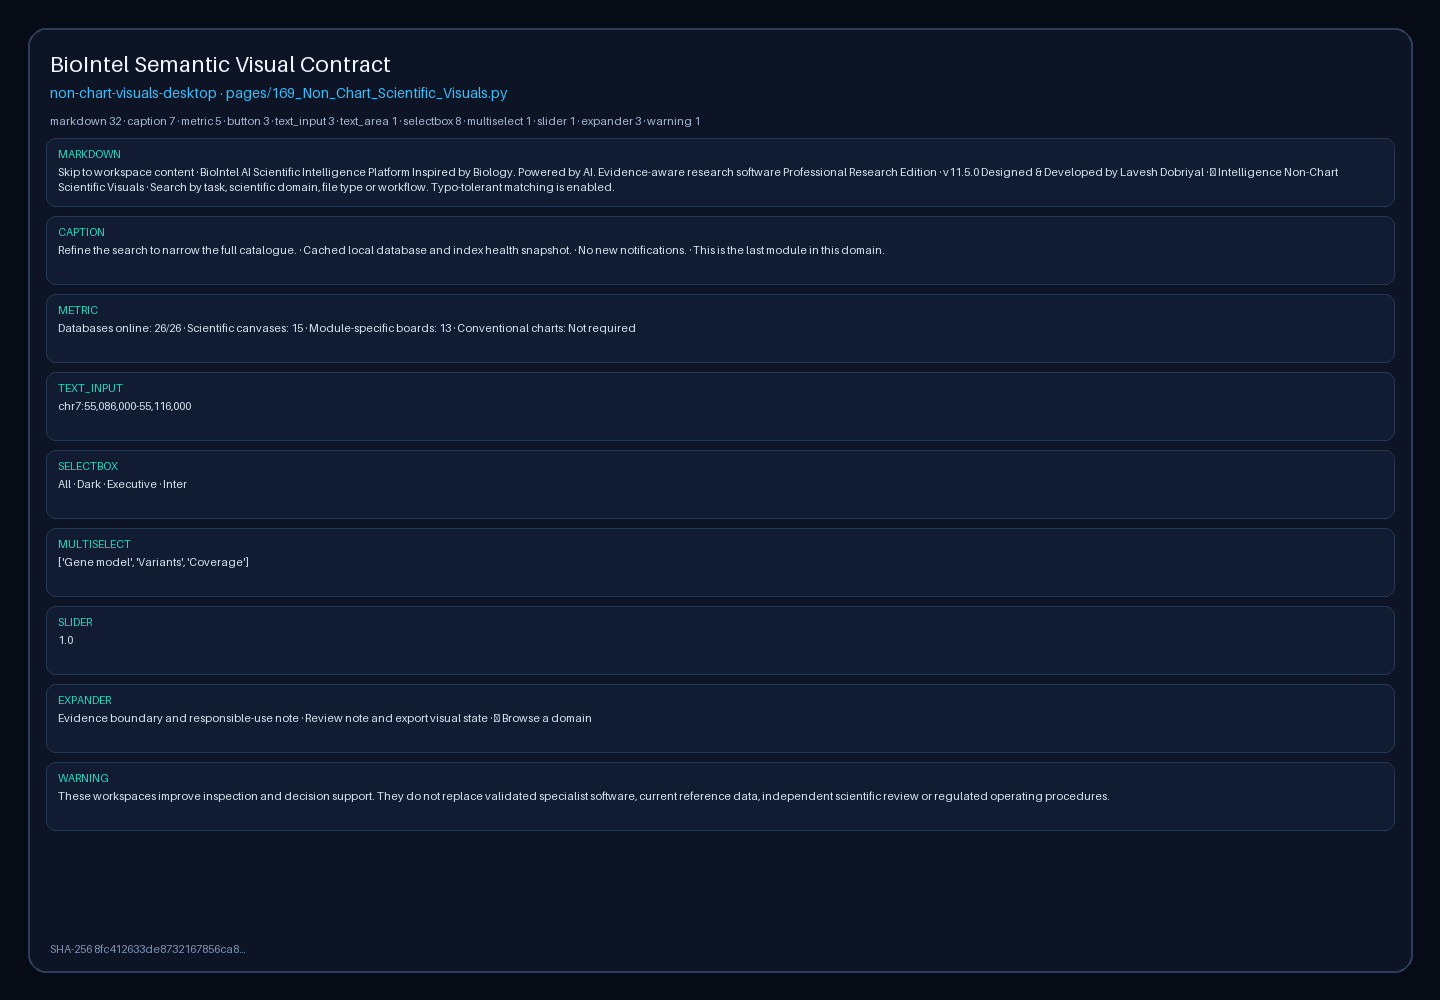 BioIntel Semantic Visual Contract
non-chart-visuals-desktop · pages/169_Non_Chart_Scientific_Visuals.py
markdown 32 · caption 7 · metric 5 · button 3 · text_input 3 · text_area 1 · selectbox 8 · multiselect 1 · slider 1 · expander 3 · warning 1
MARKDOWN
Skip to workspace content · BioIntel AI Scientific Intelligence Platform Inspired by Biology. Powered by AI. Evidence-aware research software Professional Research Edition · v11.5.0 Designed & Developed by Lavesh Dobriyal · Intelligence Non-Chart
Scientific Visuals · Search by task, scientific domain, file type or workflow. Typo-tolerant matching is enabled.
CAPTION
Refine the search to narrow the full catalogue. · Cached local database and index health snapshot. · No new notifications. · This is the last module in this domain.
METRIC
Databases online: 26/26 · Scientific canvases: 15 · Module-specific boards: 13 · Conventional charts: Not required
TEXT_INPUT
chr7:55,086,000-55,116,000
SELECTBOX
All · Dark · Executive · Inter
MULTISELECT
['Gene model', 'Variants', 'Coverage']
SLIDER
1.0
EXPANDER
Evidence boundary and responsible-use note · Review note and export visual state · Browse a domain
WARNING
These workspaces improve inspection and decision support. They do not replace validated specialist software, current reference data, independent scientific review or regulated operating procedures.
SHA-256 8fc412633de8732167856ca8…